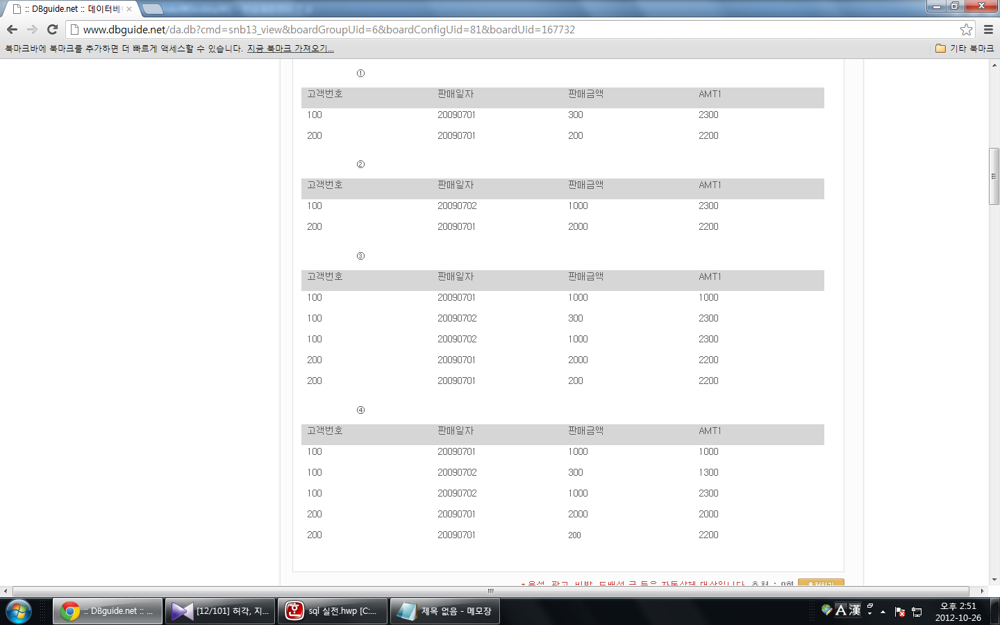 :: DBguide.net :: 데이터베
www.dbguide.net/da.db?cmd=snb13_view&boardGroupUid=6&boardConfigUid=81&boardUid=167732
북마크바에 북마크를 추가하면 더 빠르게 액세스할 수 있습니다. 지금 북마크 가져오기... 기타 북마크
①
고객번호 판매일자 판매금액 AMT1
100 20090701 300 2300
200 20090701 200 2200
②
고객번호 판매일자 판매금액 AMT1
100 20090702 1000 2300
200 20090701 2000 2200
③
고객번호 판매일자 판매금액 AMT1
100 20090701 1000 1000
100 20090702 300 2300
100 20090702 1000 2300
200 20090701 2000 2200
200 20090701 200 2200
④
고객번호 판매일자 판매금액 AMT1
100 20090701 1000 1000
100 20090702 300 1300
100 20090702 1000 2300
200 20090701 2000 2000
200 20090701 200 2200
:: DBguide.net :: ... [12/101] 허각, 지... sql 실전.hwp [C:... 제목 없음 - 메모장 A 漢 오후 2:51
2012-10-26